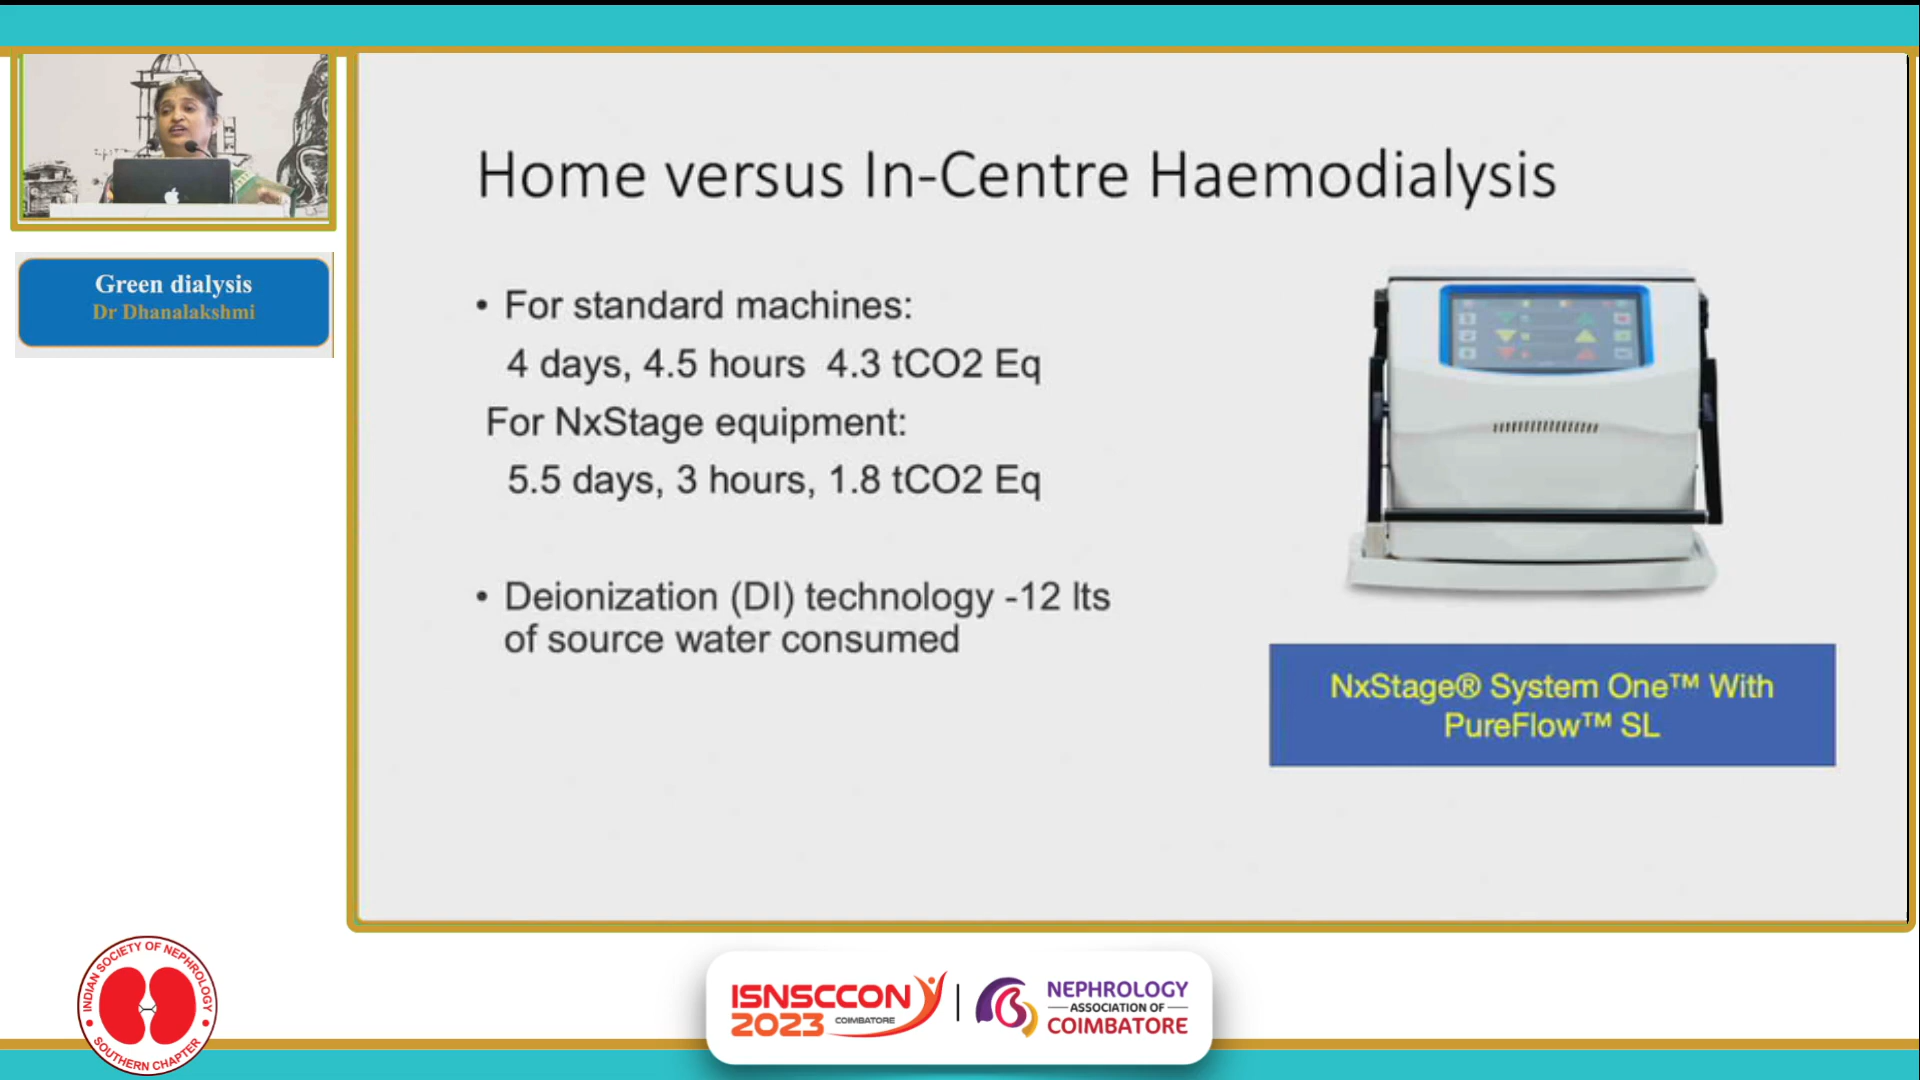 Green dialysis
Dr Dhanalakshmi
Home versus In-Centre Haemodialysis
• For standard machines:
4 days, 4.5 hours 4.3 tCO2 Eq
For NxStage equipment:
5.5 days, 3 hours, 1.8 tCO2 Eq
• Deionization (DI) technology -12 lts
of source water consumed
NxStage® System One™ With
PureFlow™ SL
INDIAN SOCIETY OF NEPHROLOGY
SOUTHERN CHAPTER
ISNSCCON
2023 COIMBATORE
NEPHROLOGY
ASSOCIATION OF
COIMBATORE